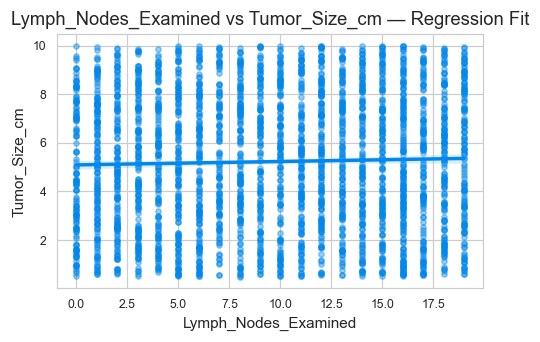 Lymph_Nodes_Examined vs Tumor_Size_cm — Regression Fit
10
8
6
4
2
Tumor_Size_cm
0.0 2.5 5.0 7.5 10.0 12.5 15.0 17.5
Lymph_Nodes_Examined